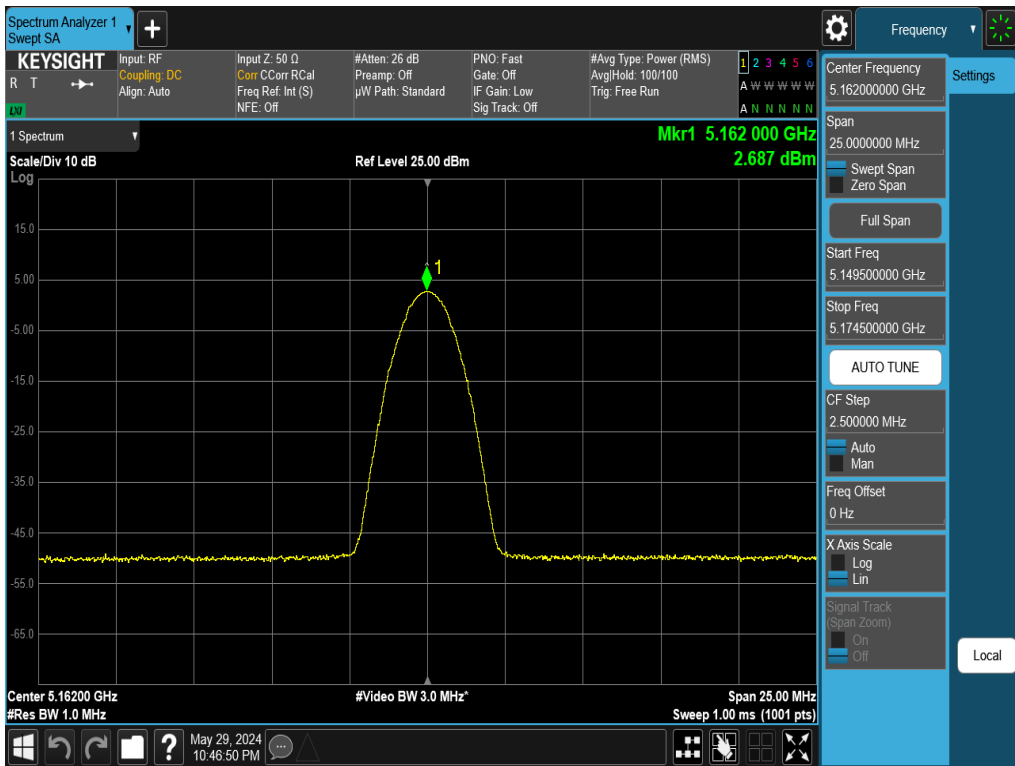 Spectrum Analyzer 1
Swept SA
+
Frequency
KEYSIGHT
R T
LXI
Input: RF
Coupling: DC
Align: Auto
Input Z: 50 Ω
Corr CCorr RCal
Freq Ref: Int (S)
NFE: Off
#Atten: 26 dB
Preamp: Off
µW Path: Standard
PNO: Fast
Gate: Off
IF Gain: Low
Sig Track: Off
#Avg Type: Power (RMS)
Avg|Hold: 100/100
Trig: Free Run
1 2 3 4 5 6
A W W W W W
A N N N N N
1 Spectrum
Scale/Div 10 dB
Log
Ref Level 25.00 dBm
Mkr1 5.162 000 GHz
2.687 dBm
15.0
5.00
-5.00
-15.0
-25.0
-35.0
-45.0
-55.0
-65.0
1
Center 5.16200 GHz
#Res BW 1.0 MHz
#Video BW 3.0 MHz*
Span 25.00 MHz
Sweep 1.00 ms (1001 pts)
Center Frequency
5.162000000 GHz
Span
25.0000000 MHz
Swept Span
Zero Span
Full Span
Start Freq
5.149500000 GHz
Stop Freq
5.174500000 GHz
AUTO TUNE
CF Step
2.500000 MHz
Auto
Man
Freq Offset
0 Hz
X Axis Scale
Log
Lin
Signal Track
(Span Zoom)
On
Off
Settings
Local
?
May 29, 2024
10:46:50 PM